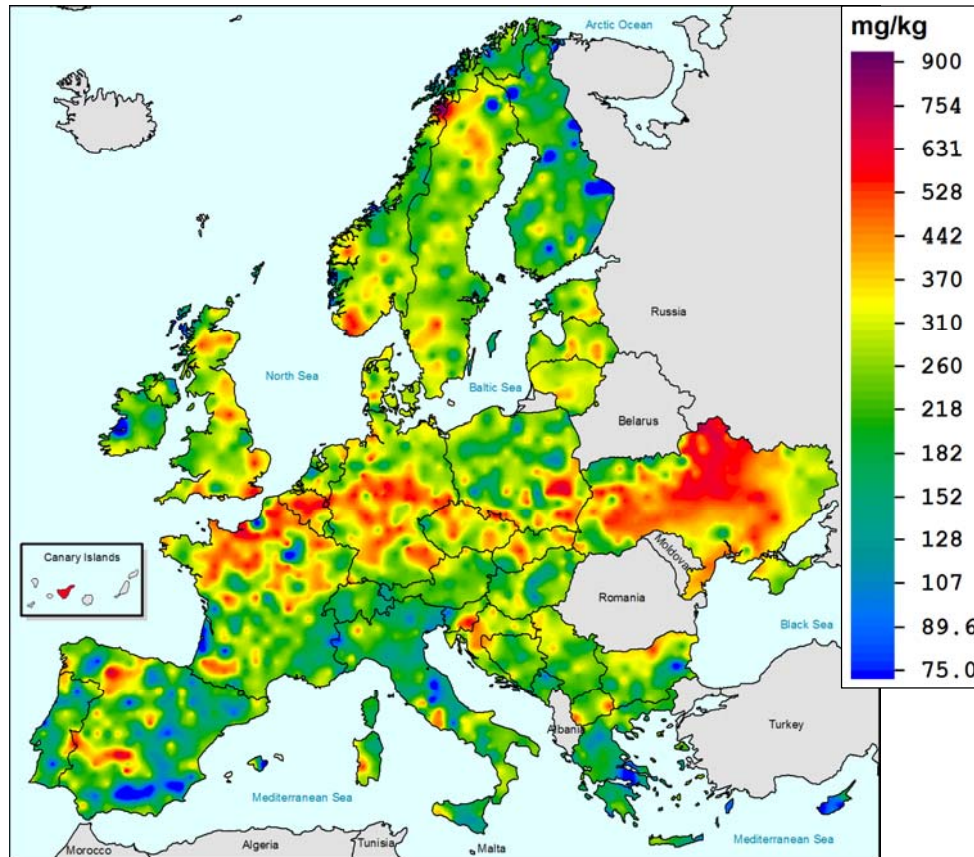 Arctic Ocean
mg/kg
900
754
631
528
442
370
310
260
218
182
152
128
107
89.6
75.0
Russia
North Sea
Baltic Sea
Belarus
Canary Islands
Moldova
Romania
Black Sea
Albania
Turkey
Mediterranean Sea
Mediterranean Sea
Morocco
Algeria
Tunisia
Malta